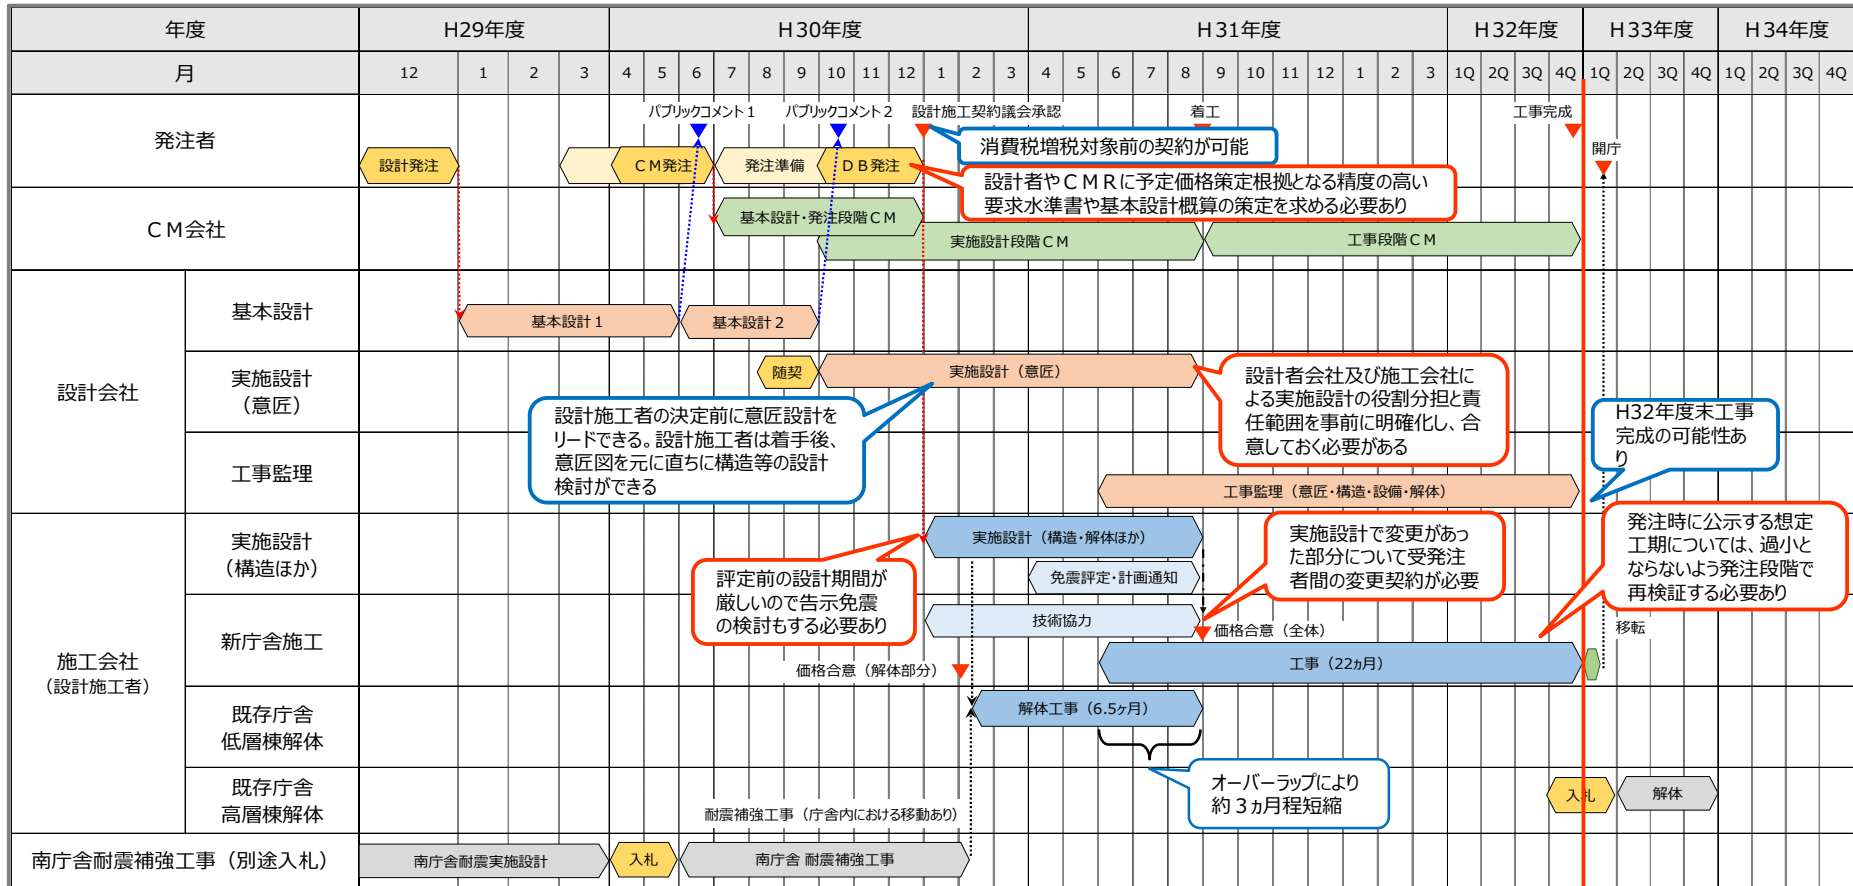 年度 H29年度 H30年度 H31年度 H32年度 H33年度 H34年度
月 12 1 2 3 4 5 6 7 8 9 10 11 12 1 2 3 4 5 6 7 8 9 10 11 12 1 2 3 1Q 2Q 3Q 4Q 1Q 2Q 3Q 4Q 1Q 2Q 3Q 4Q
パブリックコメント1 パブリックコメント2 設計施工契約議会承認 着工 工事完成
発注者
消費税増税対象前の契約が可能
開庁
設計発注 CM発注 発注準備 DB発注
設計者やCMRに予定価格策定根拠となる精度の高い
要求水準書や基本設計概算の策定を求める必要あり
CM会社
基本設計・発注段階CM
実施設計段階CM 工事段階CM
設計会社
基本設計
基本設計1 基本設計2
実施設計
(意匠)
随契 実施設計(意匠)
設計者会社及び施工会社に
よる実施設計の役割分担と責
任範囲を事前に明確化し、合
意しておく必要がある
設計施工者の決定前に意匠設計を
リードできる。設計施工者は着手後、
意匠図を元に直ちに構造等の設計
検討ができる
H32年度末工事
完成の可能性あ
り
工事監理
工事監理(意匠・構造・設備・解体)
施工会社
(設計施工者)
実施設計
(構造ほか)
実施設計(構造・解体ほか)
免震評定・計画通知
実施設計で変更があっ
た部分について受発注
者間の変更契約が必要
発注時に公示する想定
工期については、過小と
ならないよう発注段階で
再検証する必要あり
評定前の設計期間が
厳しいので告示免震
の検討もする必要あり
新庁舎施工
技術協力
価格合意(全体)
移転
価格合意(解体部分)
工事(22ヵ月)
既存庁舎
低層棟解体
解体工事(6.5ヶ月)
オーバーラップにより
約3ヵ月程短縮
既存庁舎
高層棟解体
入札 解体
耐震補強工事(庁舎内における移動あり)
南庁舎耐震補強工事(別途入札)
南庁舎耐震実施設計 入札 南庁舎 耐震補強工事